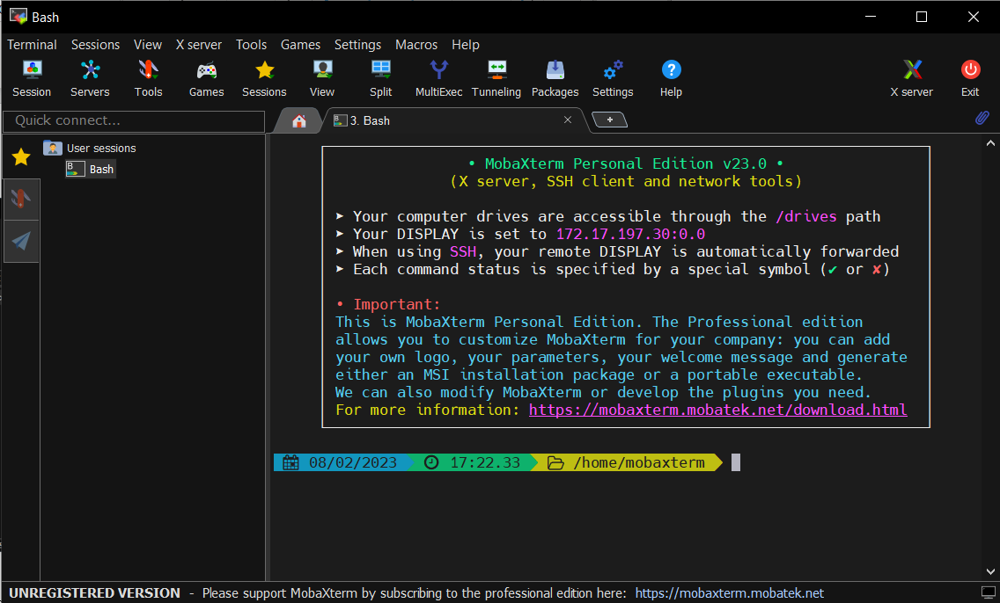 Bash
Terminal Sessions View X server Tools Games Settings Macros Help
Session Servers Tools Games Sessions View Split MultiExec Tunneling Packages Settings Help X server Exit
Quick connect...
3. Bash
User sessions
Bash
• MobaXterm Personal Edition v23.0 •
(X server, SSH client and network tools)
➤ Your computer drives are accessible through the /drives path
➤ Your DISPLAY is set to 172.17.197.30:0.0
➤ When using SSH, your remote DISPLAY is automatically forwarded
➤ Each command status is specified by a special symbol (✔ or ✘)
• Important:
This is MobaXterm Personal Edition. The Professional edition
allows you to customize MobaXterm for your company: you can add
your own logo, your parameters, your welcome message and generate
either an MSI installation package or a portable executable.
We can also modify MobaXterm or develop the plugins you need.
For more information: https://mobaxterm.mobatek.net/download.html
08/02/2023 17:22.33 /home/mobaxterm
UNREGISTERED VERSION - Please support MobaXterm by subscribing to the professional edition here: https://mobaxterm.mobatek.net